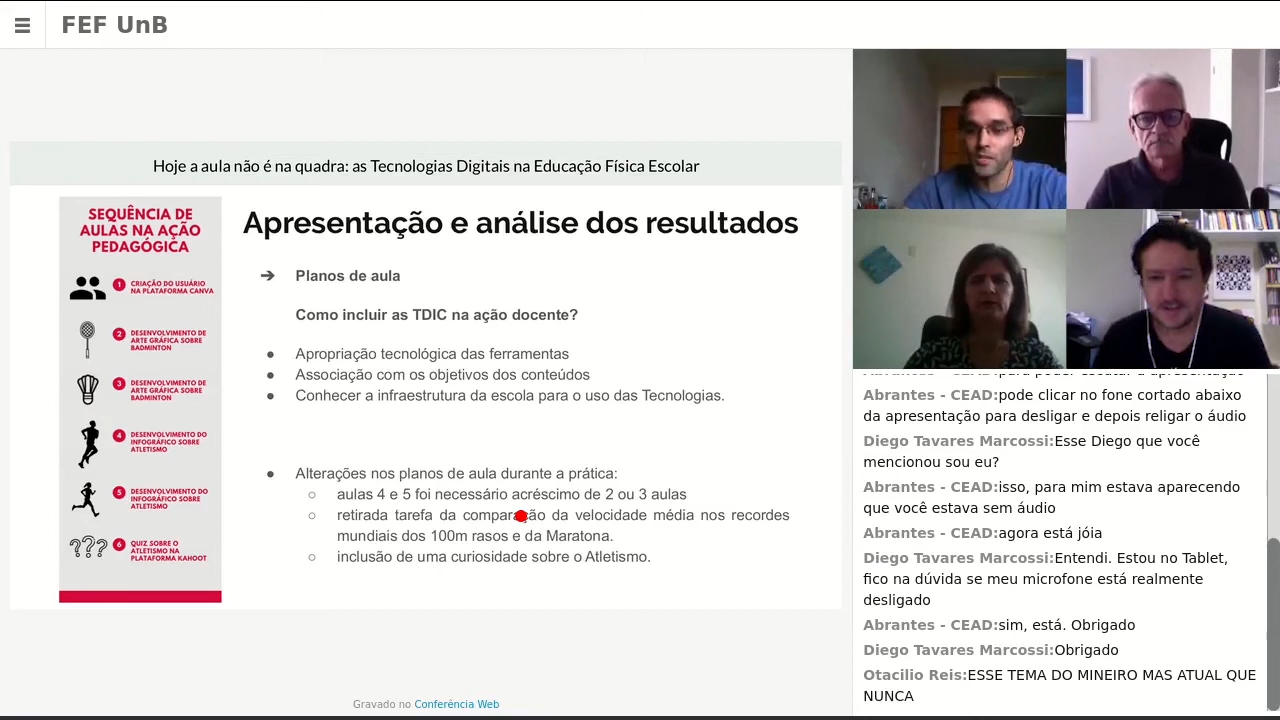 FEF UnB
Hoje a aula não é na quadra: as Tecnologias Digitais na Educação Física Escolar
SEQUÊNCIA DE
AULAS NA AÇÃO
PEDAGÓGICA
1 CRIAÇÃO DO USUÁRIO
NA PLATAFORMA CANVA
2 DESENVOLVIMENTO DE
ARTE GRÁFICA SOBRE
BADMINTON
3 DESENVOLVIMENTO DE
ARTE GRÁFICA SOBRE
BADMINTON
4 DESENVOLVIMENTO DO
INFOGRÁFICO SOBRE
ATLETISMO
5 DESENVOLVIMENTO DO
INFOGRÁFICO SOBRE
ATLETISMO
??? 6 QUIZ SOBRE O
ATLETISMO NA
PLATAFORMA KAHOOT
Apresentação e análise dos resultados
➔ Planos de aula
Como incluir as TDIC na ação docente?
● Apropriação tecnológica das ferramentas
● Associação com os objetivos dos conteúdos
● Conhecer a infraestrutura da escola para o uso das Tecnologias.
● Alterações nos planos de aula durante a prática:
○ aulas 4 e 5 foi necessário acréscimo de 2 ou 3 aulas
○ retirada tarefa da comparação da velocidade média nos recordes
mundiais dos 100m rasos e da Maratona.
○ inclusão de uma curiosidade sobre o Atletismo.
Gravado no Conferência Web
Abrantes - CEAD:para poder escutar a apresentação
Abrantes - CEAD:pode clicar no fone cortado abaixo
da apresentação para desligar e depois religar o áudio
Diego Tavares Marcossi:Esse Diego que você
mencionou sou eu?
Abrantes - CEAD:isso, para mim estava aparecendo
que você estava sem áudio
Abrantes - CEAD:agora está jóia
Diego Tavares Marcossi:Entendi. Estou no Tablet,
fico na dúvida se meu microfone está realmente
desligado
Abrantes - CEAD:sim, está. Obrigado
Diego Tavares Marcossi:Obrigado
Otacilio Reis:ESSE TEMA DO MINEIRO MAS ATUAL QUE
NUNCA